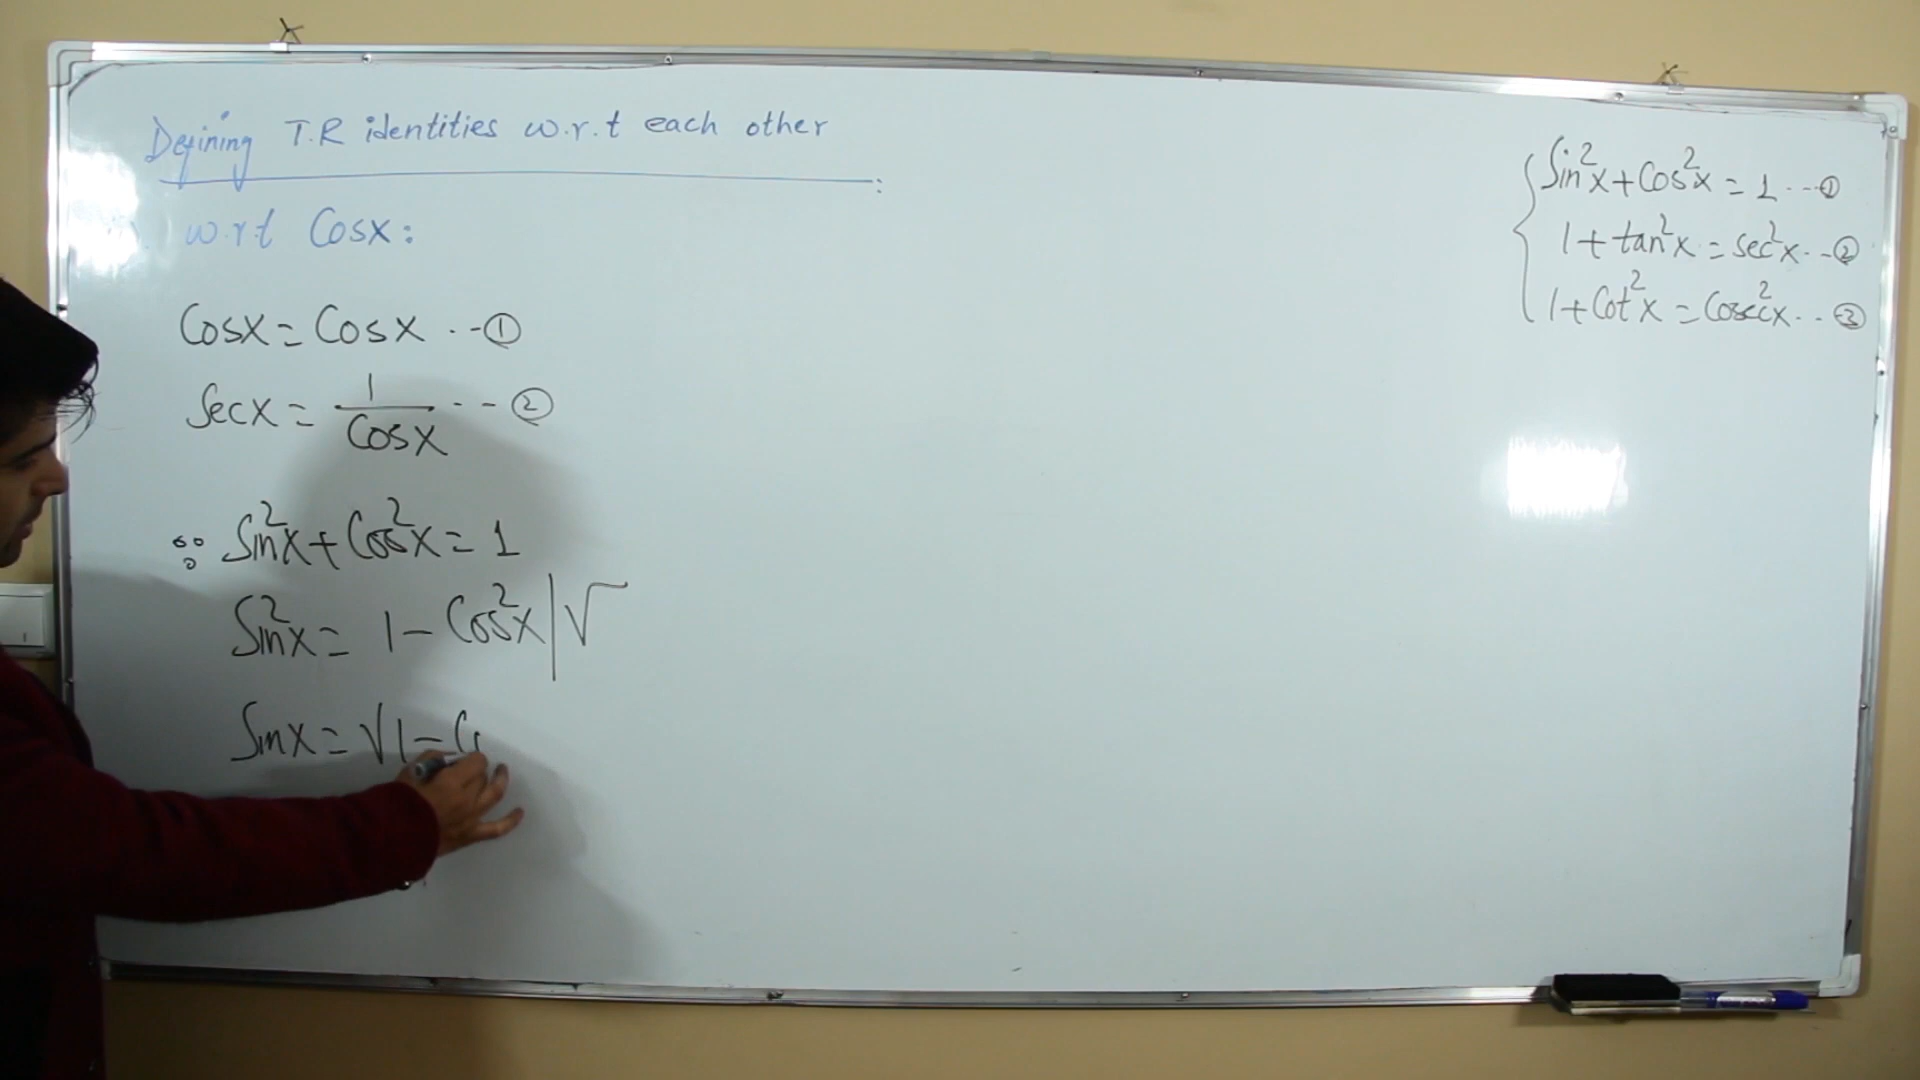 Defining T.R identities w.r.t each other :
w.r.t Cosx:
Cosx = Cosx ..-①
Secx = 1/Cosx ..- ②
∵ Sin²x + Cos²x = 1
Sin²x = 1 - Cos²x | √
Sinx = √1 - Co
Sin²x + Cos²x = 1 ...①
1 + tan²x = sec²x ...②
1 + Cot²x = Cosec²x ...③